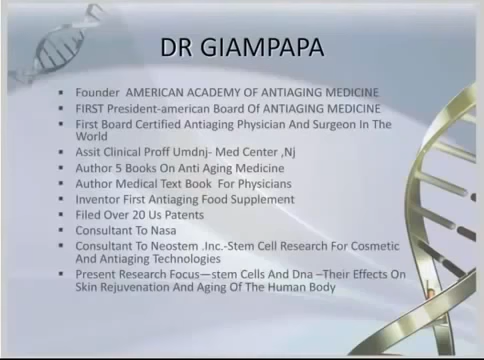 DR GIAMPAPA
▪ Founder AMERICAN ACADEMY OF ANTIAGING MEDICINE
▪ FIRST President-american Board Of ANTIAGING MEDICINE
▪ First Board Certified Antiaging Physician And Surgeon In The
World
▪ Assit Clinical Proff Umdnj- Med Center ,Nj
▪ Author 5 Books On Anti Aging Medicine
▪ Author Medical Text Book For Physicians
▪ Inventor First Antiaging Food Supplement
▪ Filed Over 20 Us Patents
▪ Consultant To Nasa
▪ Consultant To Neostem .Inc.-Stem Cell Research For Cosmetic
And Antiaging Technologies
▪ Present Research Focus—stem Cells And Dna –Their Effects On
Skin Rejuvenation And Aging Of The Human Body